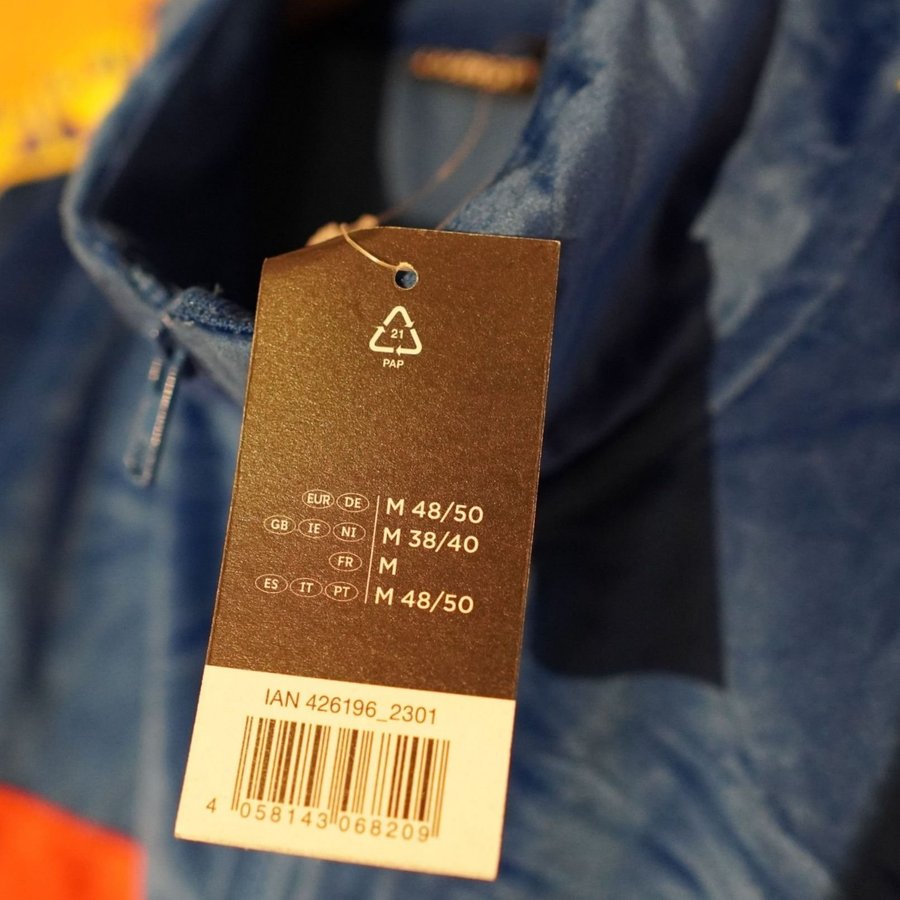 21
PAP
EUR DE M 48/50
GB IE NI M 38/40
FR M
ES IT PT M 48/50
IAN 426196_2301
4 058143 068209